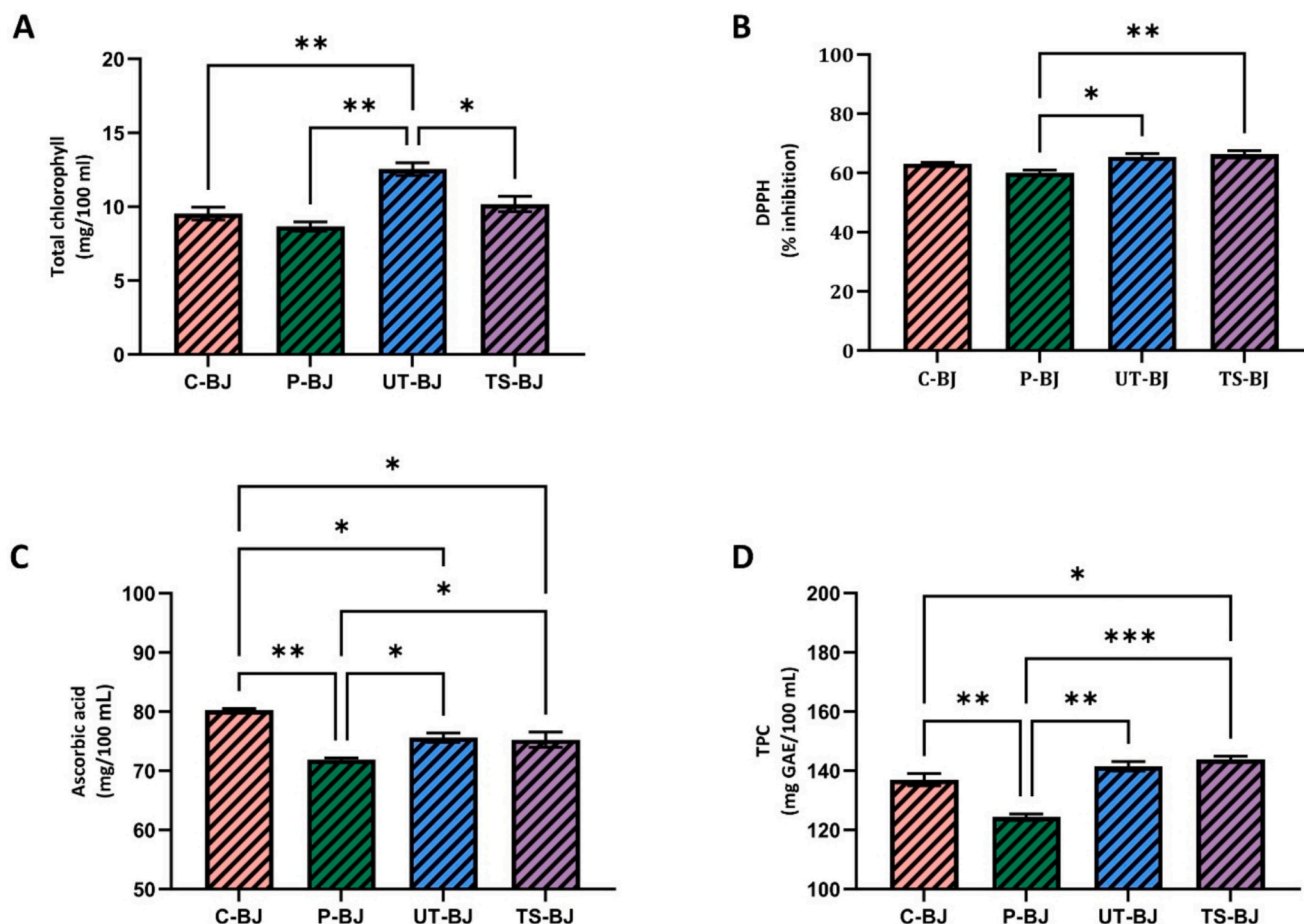 A
Total chlorophyll
(mg/100 ml)
20
15
10
5
0
** 
** *
C-BJ P-BJ UT-BJ TS-BJ
B
DPPH
(% inhibition)
100
80
60
40
20
0
**
*
C-BJ P-BJ UT-BJ TS-BJ
C
Ascorbic acid
(mg/100 mL)
100
90
80
70
60
50
*
*
*
** *
C-BJ P-BJ UT-BJ TS-BJ
D
TPC
(mg GAE/100 mL)
200
180
160
140
120
100
*
***
** **
C-BJ P-BJ UT-BJ TS-BJ